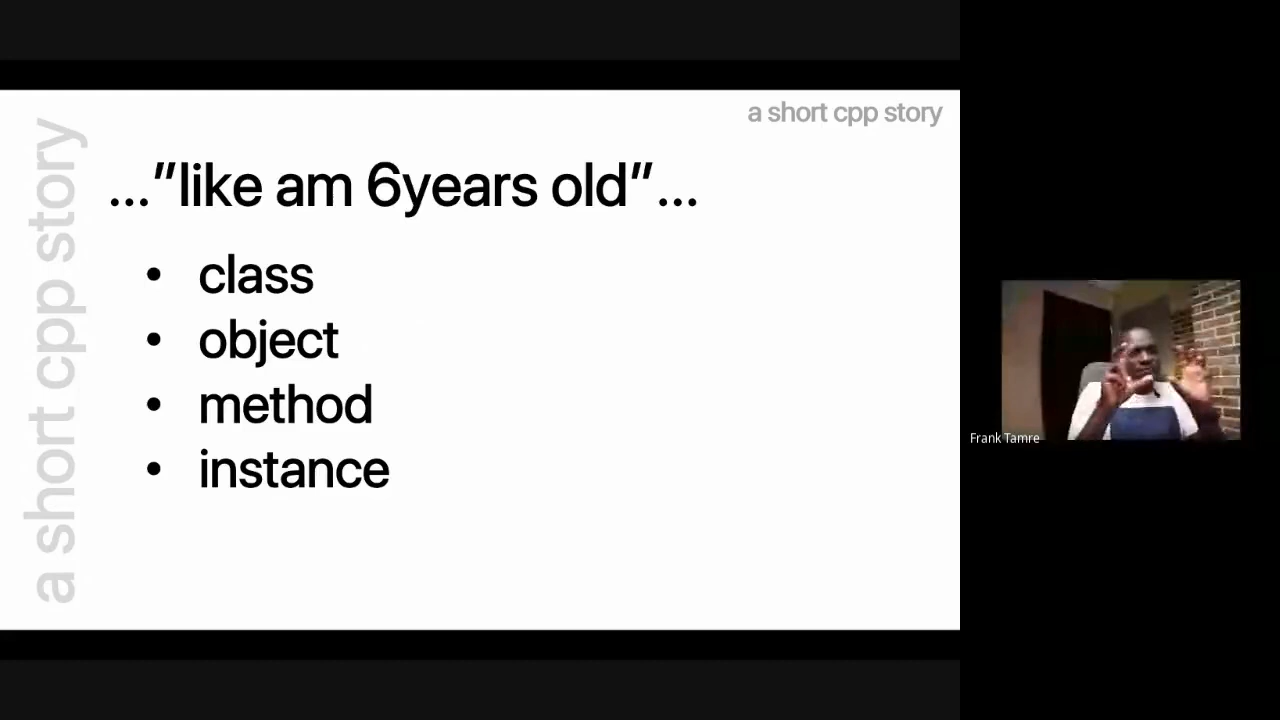 a short cpp story
a short cpp story
..."like am 6years old"...
• class
• object
• method
• instance
Frank Tamre